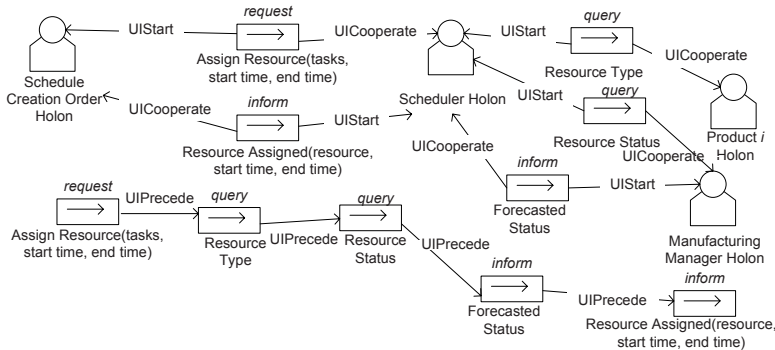 request
UIStart
Assign Resource(tasks,
start time, end time)
UICooperate
query
UIStart
Resource Type
UICooperate
Schedule
Creation Order
Holon
UICooperate
inform
UIStart
Resource Assigned(resource,
start time, end time)
Scheduler Holon
UIStart
query
Resource Status
UICooperate
Product i
Holon
UICooperate
inform
UIStart
Forecasted
Status
Manufacturing
Manager Holon
request
Assign Resource(tasks,
start time, end time)
UIPrecede
query
Resource
Type
UIPrecede
query
Resource
Status
UIPrecede
inform
Forecasted
Status
UIPrecede
inform
Resource Assigned(resource,
start time, end time)